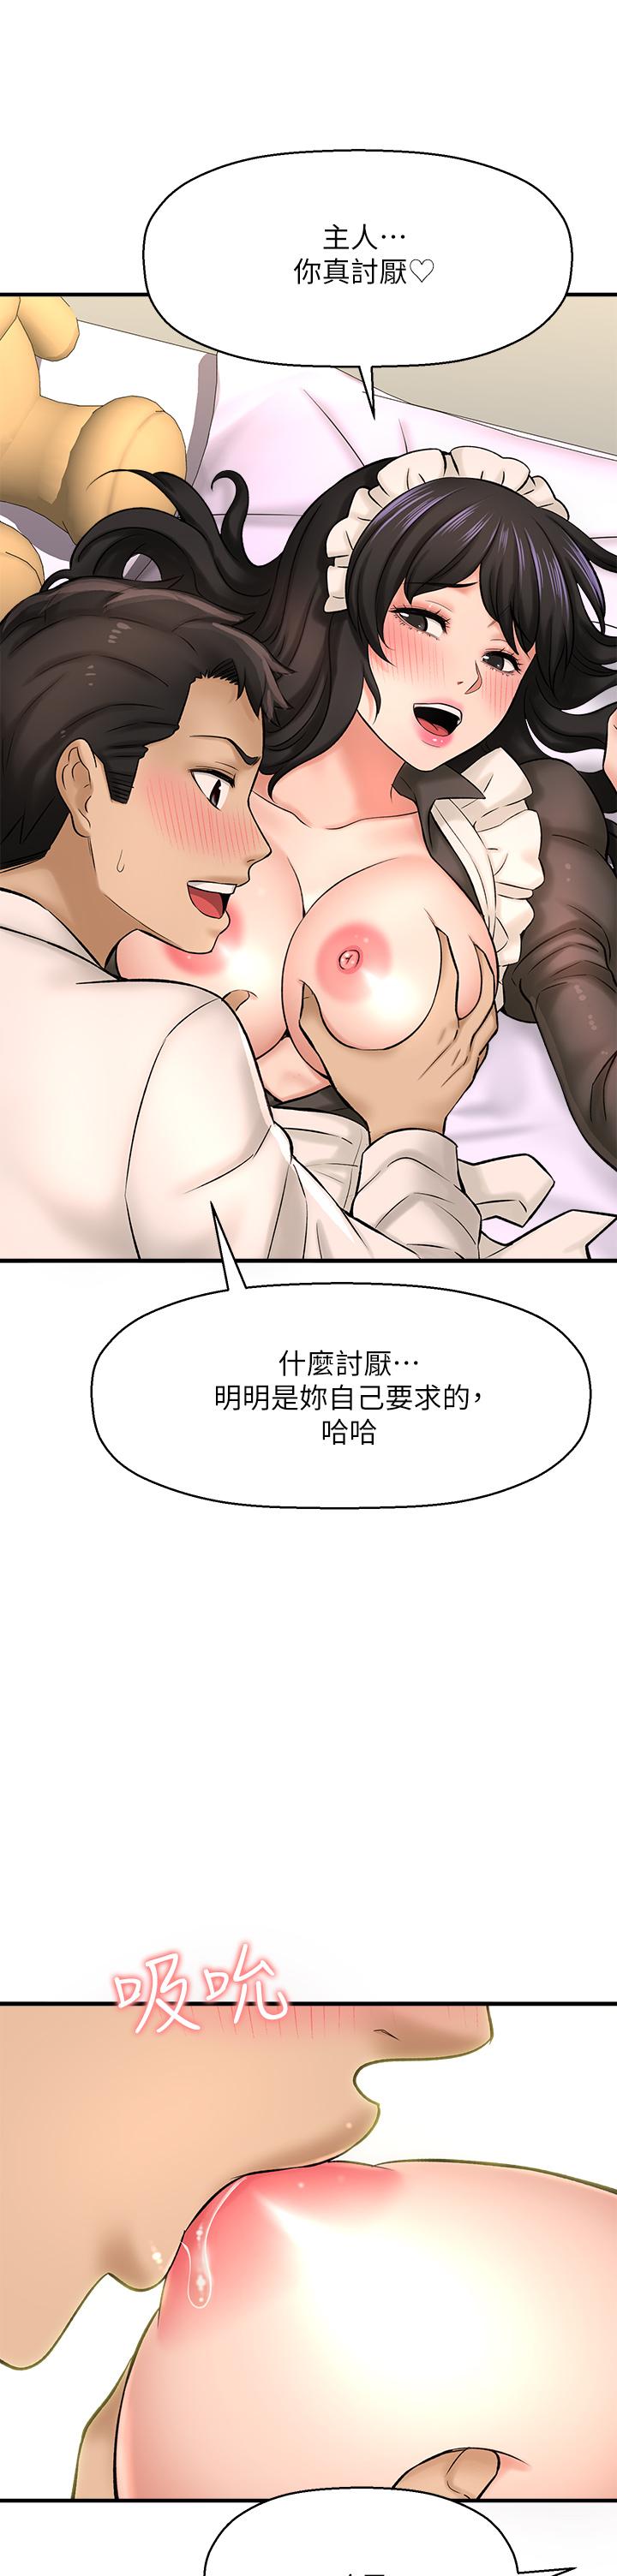 主人⋯
你真討厭♡
什麼討厭⋯
明明是妳自己要求的，
哈哈
吸吮